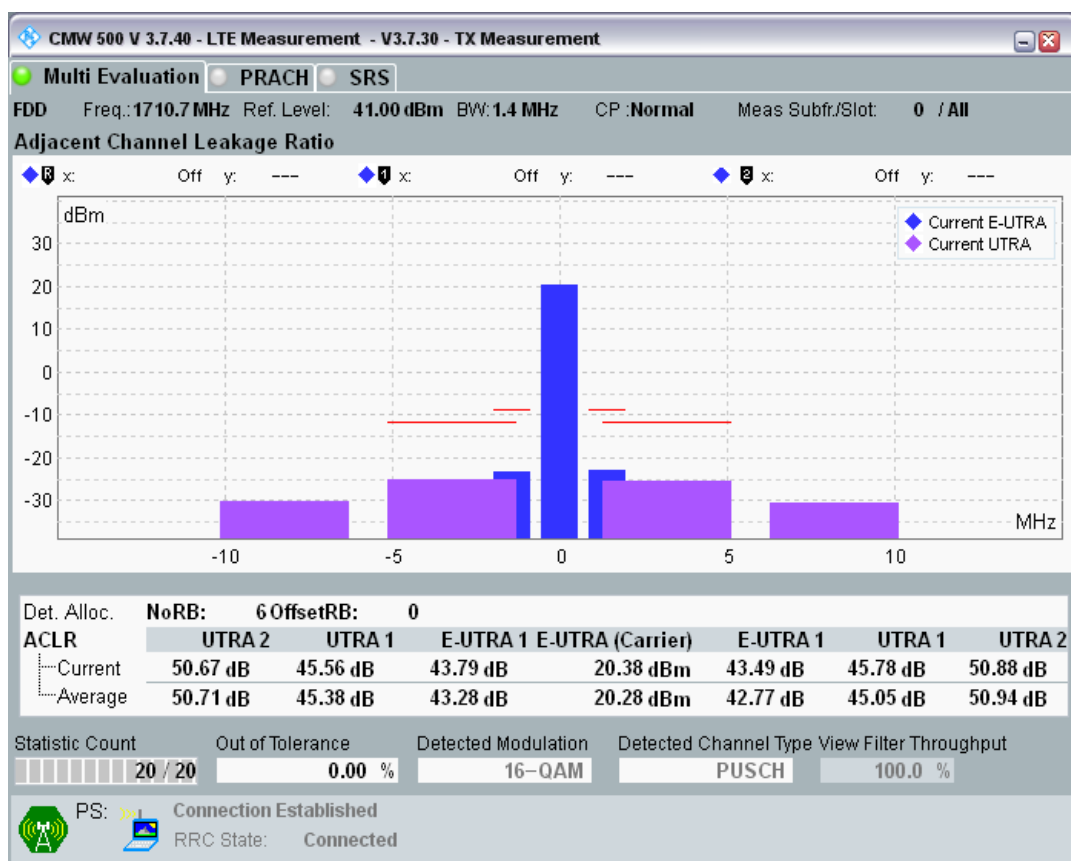 CMW 500 V 3.7.40 - LTE Measurement - V3.7.30 - TX Measurement
Multi Evaluation PRACH SRS
FDD Freq.: 1710.7 MHz Ref. Level: 41.00 dBm BW: 1.4 MHz CP :Normal Meas Subfr./Slot: 0 / All
Adjacent Channel Leakage Ratio
R x: Off y: --- 1 x: Off y: --- 2 x: Off y: ---
dBm
Current E-UTRA
Current UTRA
30
20
10
0
-10
-20
-30
MHz
-10 -5 0 5 10
Det. Alloc. NoRB: 6 OffsetRB: 0
ACLR UTRA 2 UTRA 1 E-UTRA 1 E-UTRA (Carrier) E-UTRA 1 UTRA 1 UTRA 2
Current 50.67 dB 45.56 dB 43.79 dB 20.38 dBm 43.49 dB 45.78 dB 50.88 dB
Average 50.71 dB 45.38 dB 43.28 dB 20.28 dBm 42.77 dB 45.05 dB 50.94 dB
Statistic Count Out of Tolerance Detected Modulation Detected Channel Type View Filter Throughput
20 / 20 0.00 % 16-QAM PUSCH 100.0 %
PS: Connection Established
RRC State: Connected